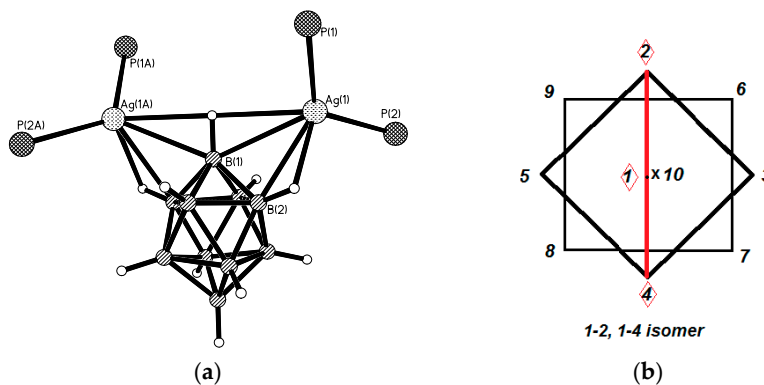 P(1)
P(1A)
Ag(1A)
Ag(1)
P(2)
P(2A)
B(1)
B(2)
(a)
2
9
6
5
1
x 10
3
8
7
4
1-2, 1-4 isomer
(b)